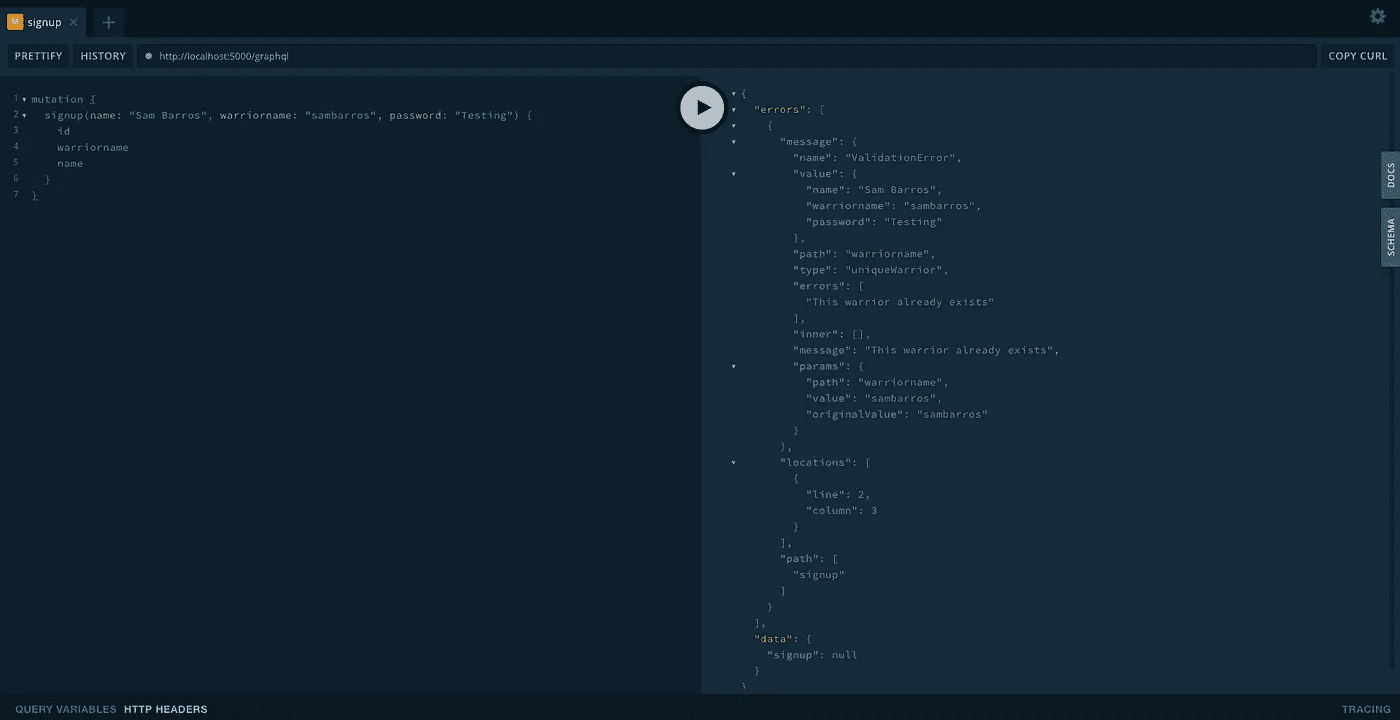 M signup
PRETTIFY HISTORY http://localhost:5000/graphql COPY CURL
1 mutation {
2 signup(name: "Sam Barros", warriorname: "sambarros", password: "Testing") {
3 id
4 warriorname
5 name
6 }
7 }
{
"errors": [
{
"message": {
"name": "ValidationError",
"value": {
"name": "Sam Barros",
"warriorname": "sambarros",
"password": "Testing"
},
"path": "warriorname",
"type": "uniqueWarrior",
"errors": [
"This warrior already exists"
],
"inner": [],
"message": "This warrior already exists",
"params": {
"path": "warriorname",
"value": "sambarros",
"originalValue": "sambarros"
}
},
"locations": [
{
"line": 2,
"column": 3
}
],
"path": [
"signup"
]
}
],
"data": {
"signup": null
}
}
DOCS
SCHEMA
QUERY VARIABLES HTTP HEADERS TRACING